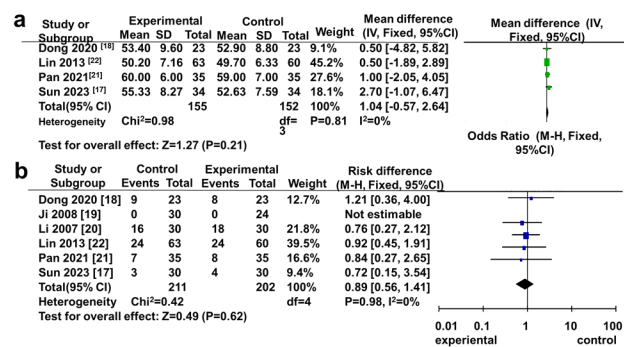 a
Study or Subgroup Experimental Control Weight Mean difference (IV, Fixed, 95%CI) Mean difference (IV, Fixed, 95%CI)
Mean SD Total Mean SD Total
Dong 2020 [18] 53.40 9.60 23 52.90 8.80 23 9.1% 0.50 [-4.82, 5.82]
Lin 2013 [22] 50.20 7.16 63 49.70 6.33 60 45.2% 0.50 [-1.89, 2.89]
Pan 2021[21] 60.00 6.00 35 59.00 7.00 35 27.6% 1.00 [-2.05, 4.05]
Sun 2023 [17] 55.33 8.27 34 52.63 7.59 34 18.1% 2.70 [-1.07, 6.47]
Total(95% CI) 155 152 100% 1.04 [-0.57, 2.64]
Heterogeneity Chi²=0.98 df=3 P=0.81 I²=0%
Test for overall effect: Z=1.27 (P=0.21)
Odds Ratio (M-H, Fixed, 95%CI)
b
Study or Subgroup Control Experimental Weight Risk difference (M-H, Fixed, 95%CI)
Events Total Events Total
Dong 2020 [18] 9 23 8 23 12.7% 1.21 [0.36, 4.00]
Ji 2008 [19] 0 30 0 24 Not estimable
Li 2007 [20] 16 30 18 30 21.8% 0.76 [0.27, 2.12]
Lin 2013 [22] 24 63 24 60 39.5% 0.92 [0.45, 1.91]
Pan 2021 [21] 7 35 8 35 16.6% 0.84 [0.27, 2.65]
Sun 2023 [17] 3 30 4 30 9.4% 0.72 [0.15, 3.54]
Total(95% CI) 211 202 100% 0.89 [0.56, 1.41]
Heterogeneity Chi²=0.42 df=4 P=0.98, I²=0%
Test for overall effect: Z=0.49 (P=0.62)
0.01 0.1 1 10 100
experiental control